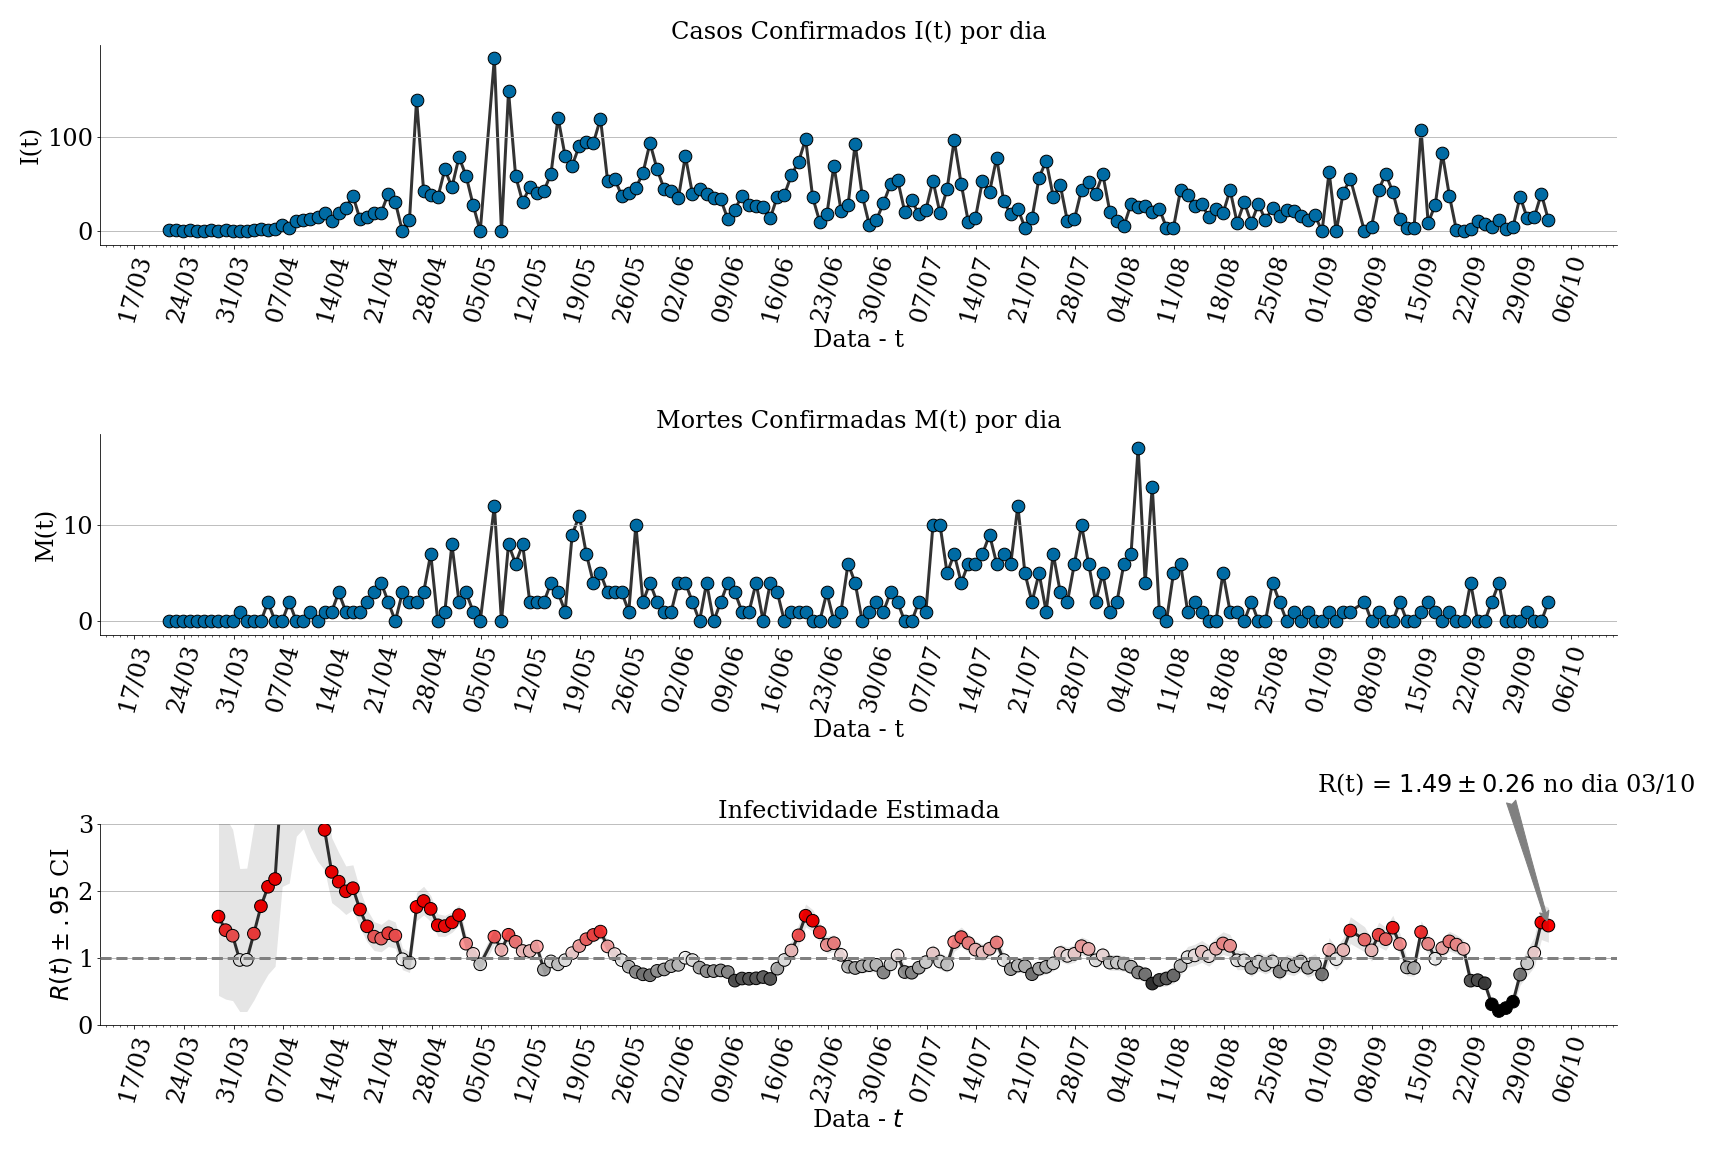 Casos Confirmados I(t) por dia
I(t)
100
0
17/03 24/03 31/03 07/04 14/04 21/04 28/04 05/05 12/05 19/05 26/05 02/06 09/06 16/06 23/06 30/06 07/07 14/07 21/07 28/07 04/08 11/08 18/08 25/08 01/09 08/09 15/09 22/09 29/09 06/10
Data - t
Mortes Confirmadas M(t) por dia
M(t)
10
0
17/03 24/03 31/03 07/04 14/04 21/04 28/04 05/05 12/05 19/05 26/05 02/06 09/06 16/06 23/06 30/06 07/07 14/07 21/07 28/07 04/08 11/08 18/08 25/08 01/09 08/09 15/09 22/09 29/09 06/10
Data - t
R(t) = 1.49 ± 0.26 no dia 03/10
Infectividade Estimada
R(t) ± .95 CI
3
2
1
0
17/03 24/03 31/03 07/04 14/04 21/04 28/04 05/05 12/05 19/05 26/05 02/06 09/06 16/06 23/06 30/06 07/07 14/07 21/07 28/07 04/08 11/08 18/08 25/08 01/09 08/09 15/09 22/09 29/09 06/10
Data - t